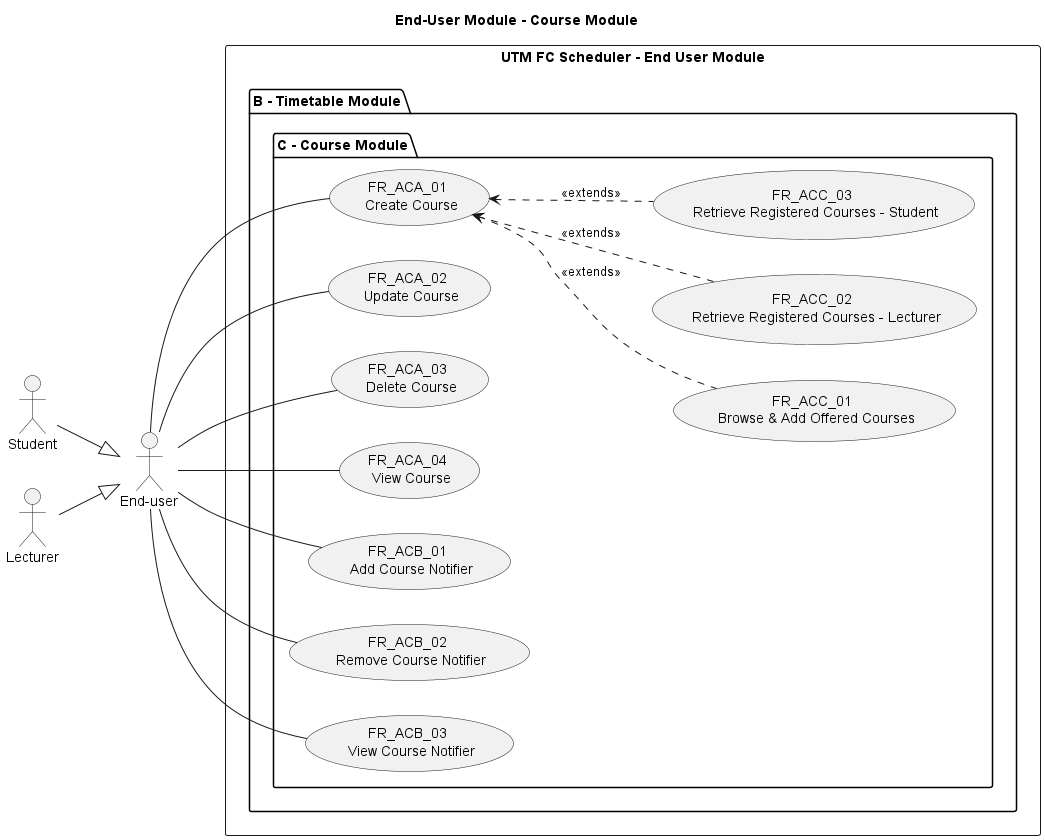 End-User Module - Course Module
UTM FC Scheduler - End User Module
B - Timetable Module
C - Course Module
FR_ACA_01
Create Course
«extends»
FR_ACC_03
Retrieve Registered Courses - Student
«extends»
FR_ACA_02
Update Course
«extends»
FR_ACC_02
Retrieve Registered Courses - Lecturer
FR_ACA_03
Delete Course
FR_ACC_01
Browse & Add Offered Courses
Student
FR_ACA_04
View Course
End-user
Lecturer
FR_ACB_01
Add Course Notifier
FR_ACB_02
Remove Course Notifier
FR_ACB_03
View Course Notifier